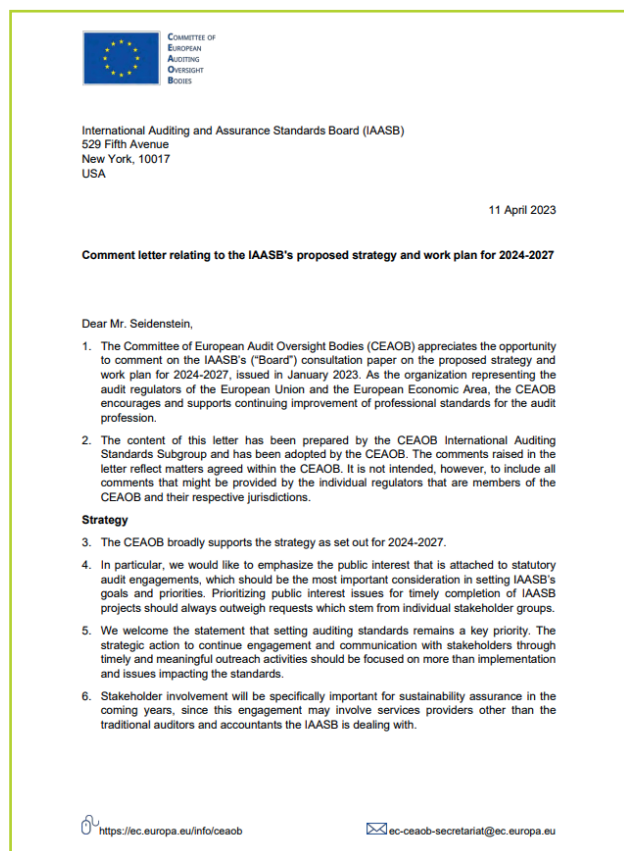 COMMITTEE OF
EUROPEAN
AUDITING
OVERSIGHT
BODIES
International Auditing and Assurance Standards Board (IAASB)
529 Fifth Avenue
New York, 10017
USA
11 April 2023
Comment letter relating to the IAASB's proposed strategy and work plan for 2024-2027
Dear Mr. Seidenstein,
1. The Committee of European Audit Oversight Bodies (CEAOB) appreciates the opportunity
to comment on the IAASB's ("Board") consultation paper on the proposed strategy and
work plan for 2024-2027, issued in January 2023. As the organization representing the
audit regulators of the European Union and the European Economic Area, the CEAOB
encourages and supports continuing improvement of professional standards for the audit
profession.
2. The content of this letter has been prepared by the CEAOB International Auditing
Standards Subgroup and has been adopted by the CEAOB. The comments raised in the
letter reflect matters agreed within the CEAOB. It is not intended, however, to include all
comments that might be provided by the individual regulators that are members of the
CEAOB and their respective jurisdictions.
Strategy
3. The CEAOB broadly supports the strategy as set out for 2024-2027.
4. In particular, we would like to emphasize the public interest that is attached to statutory
audit engagements, which should be the most important consideration in setting IAASB's
goals and priorities. Prioritizing public interest issues for timely completion of IAASB
projects should always outweigh requests which stem from individual stakeholder groups.
5. We welcome the statement that setting auditing standards remains a key priority. The
strategic action to continue engagement and communication with stakeholders through
timely and meaningful outreach activities should be focused on more than implementation
and issues impacting the standards.
6. Stakeholder involvement will be specifically important for sustainability assurance in the
coming years, since this engagement may involve services providers other than the
traditional auditors and accountants the IAASB is dealing with.
https://ec.europa.eu/info/ceaob
ec-ceaob-secretariat@ec.europa.eu